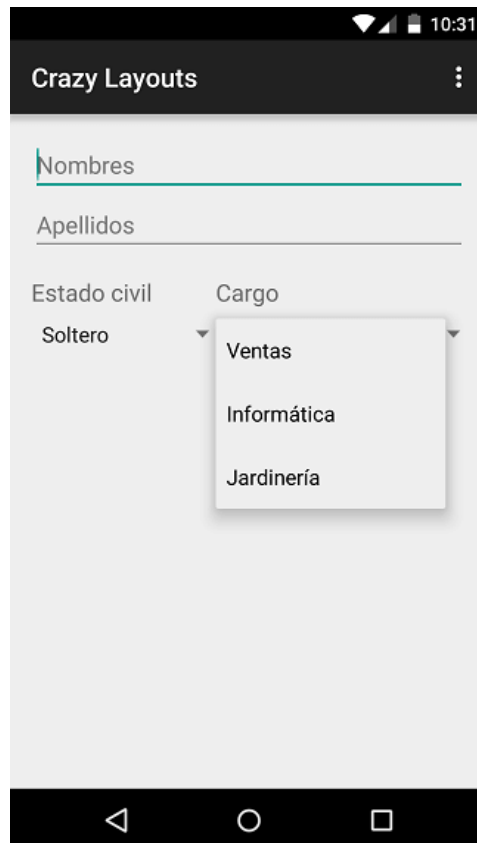 10:31
Crazy Layouts
Nombres
Apellidos
Estado civil Cargo
Soltero
Ventas
Informática
Jardinería